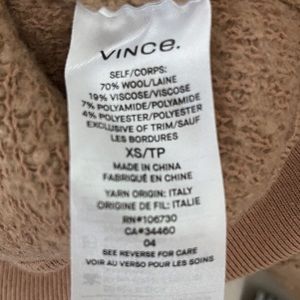 VINCE.
SELF/CORPS:
70% WOOL/LAINE
19% VISCOSE/VISCOSE
7% POLYAMIDE/POLYAMIDE
4% POLYESTER/POLYESTER
EXCLUSIVE OF TRIM/SAUF
LES BORDURES
XS/TP
MADE IN CHINA
FABRIQUÉ EN CHINE
YARN ORIGIN: ITALY
ORIGINE DE FIL: ITALIE
RN#106730
CA#34460
04
SEE REVERSE FOR CARE
VOIR AU VERSO POUR LES SOINS